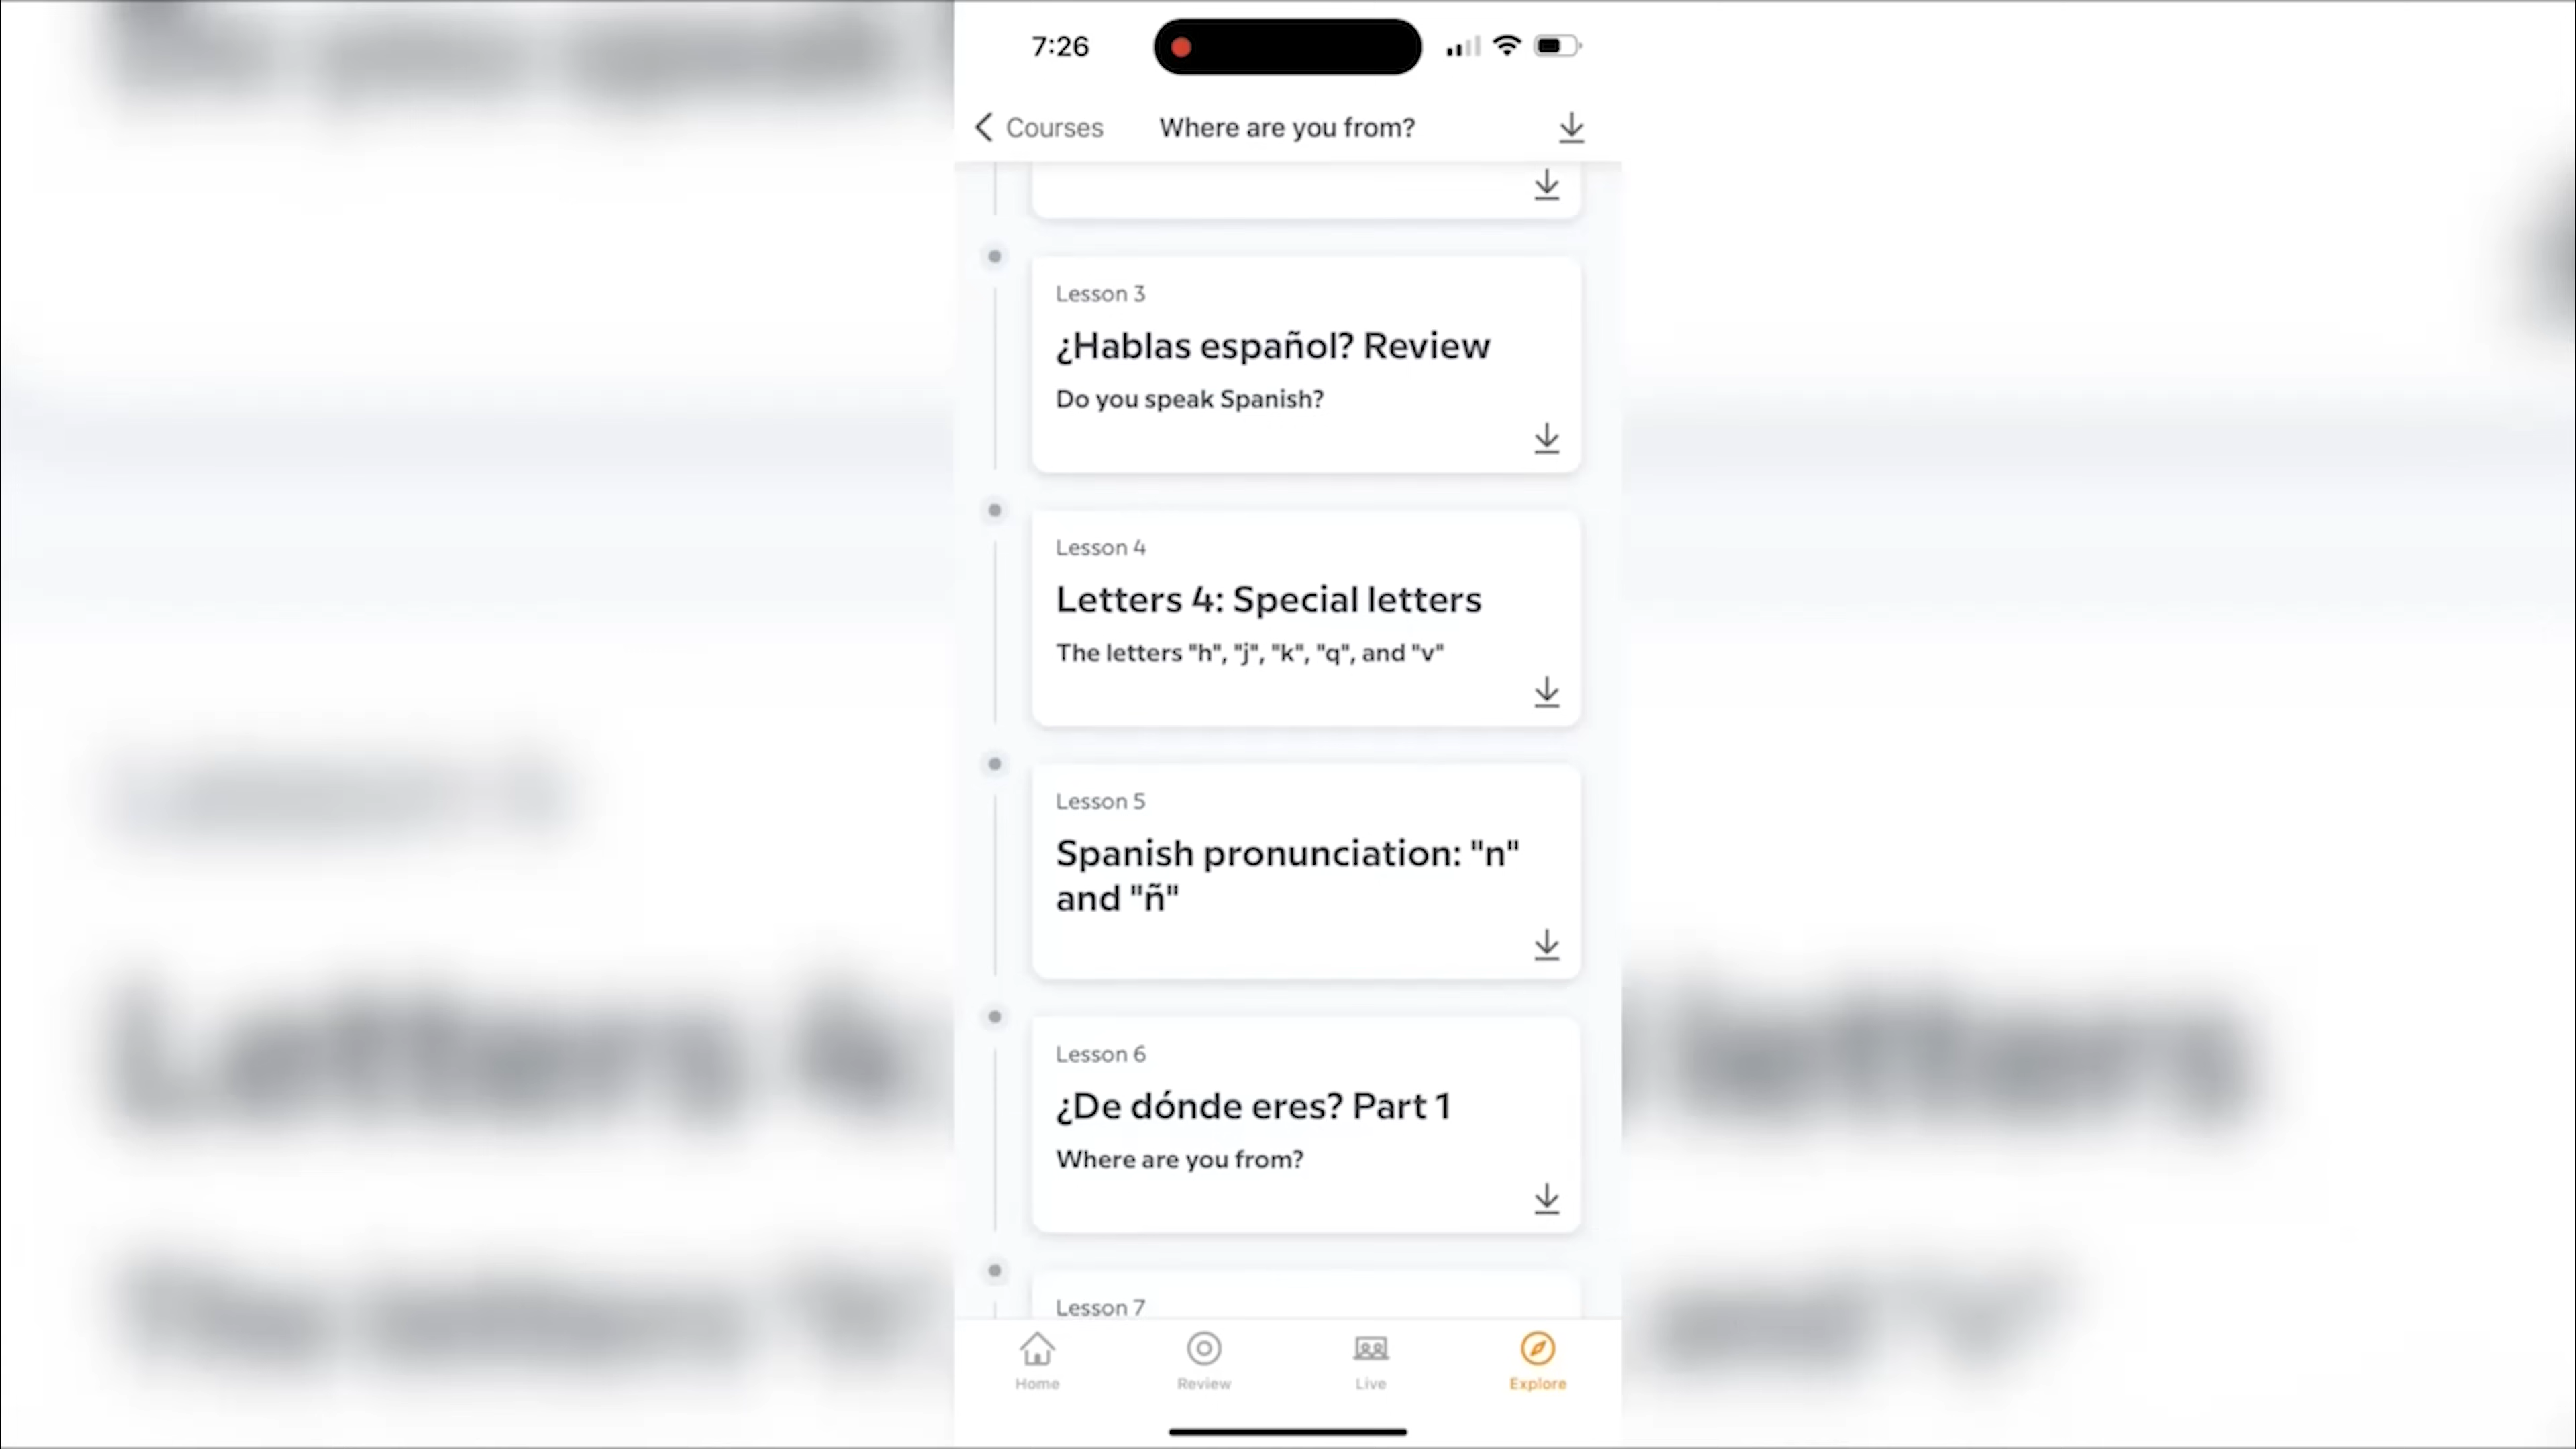 7:26
Courses
Where are you from?
Lesson 3
¿Hablas español? Review
Do you speak Spanish?
Lesson 4
Letters 4: Special letters
The letters "h", "j", "k", "q", and "v"
Lesson 5
Spanish pronunciation: "n"
and "ñ"
Lesson 6
¿De dónde eres? Part 1
Where are you from?
Lesson 7
Home
Review
Live
Explore